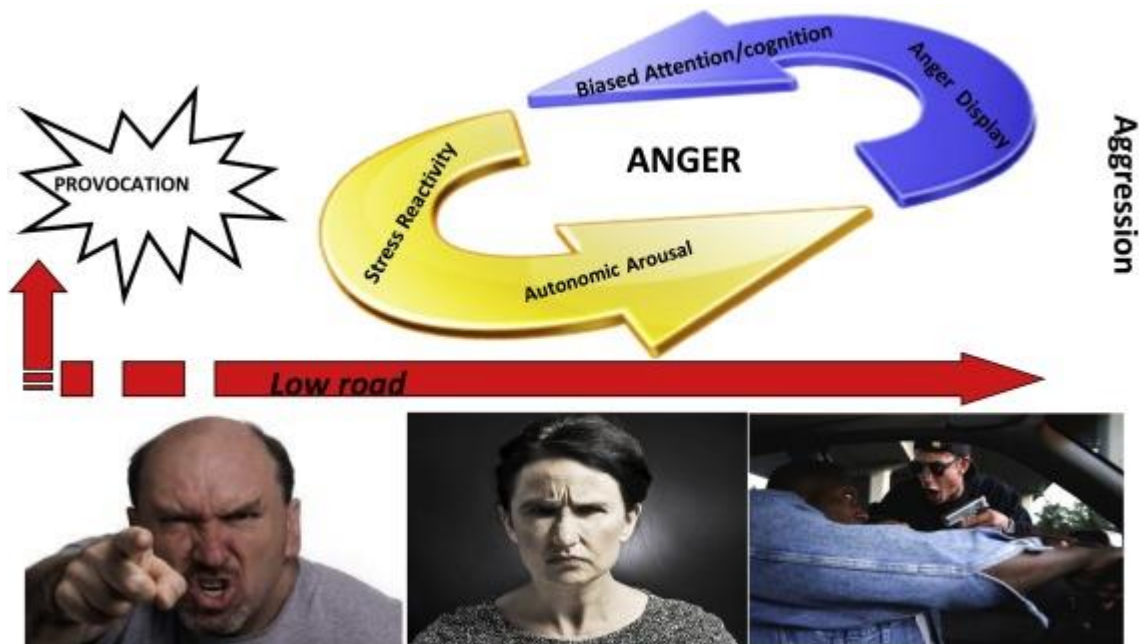 PROVOCATION
Biased Attention/cognition
Anger Display
ANGER
Stress Reactivity
Autonomic Arousal
Aggression
Low road